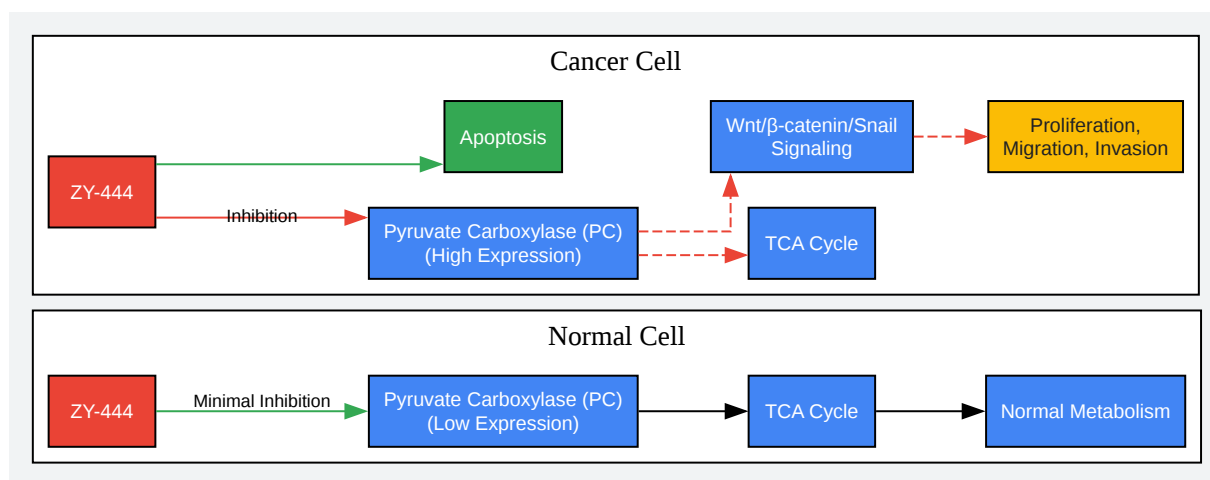 Cancer Cell
Apoptosis
Wnt/β-catenin/Snail
Signaling
Proliferation,
Migration, Invasion
ZY-444
Inhibition
Pyruvate Carboxylase (PC)
(High Expression)
TCA Cycle
Normal Cell
ZY-444
Minimal Inhibition
Pyruvate Carboxylase (PC)
(Low Expression)
TCA Cycle
Normal Metabolism